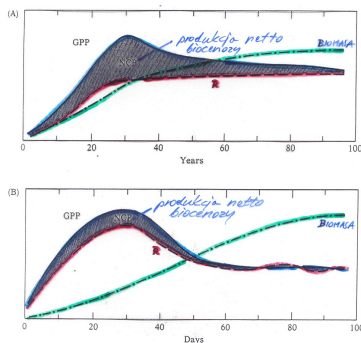 (A)
GPP
produkcja netto
biocenozy
BIOMASA
NCP
R
0 20 40 60 80 100
Years
(B)
GPP
produkcja netto
biocenozy
BIOMASA
NCP
R
0 20 40 60 80 100
Days